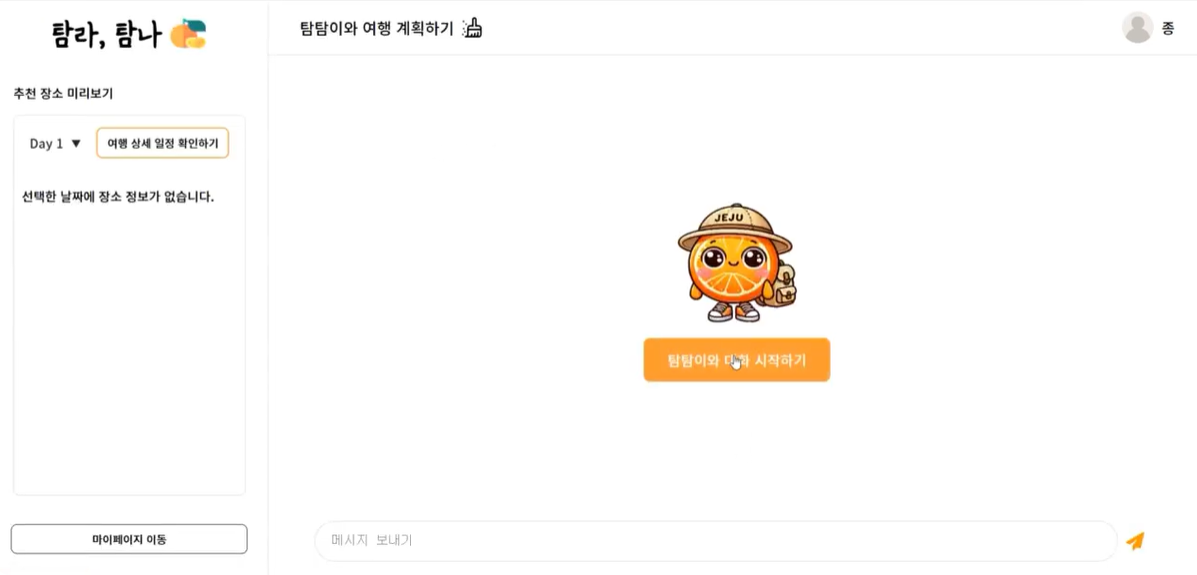 탐라, 탐나
추천 장소 미리보기
Day 1 ▼
여행 상세 일정 확인하기
선택한 날짜에 장소 정보가 없습니다.
마이페이지 이동
탐탐이와 여행 계획하기
종
JEJU
탐탐이와 대화 시작하기
메시지 보내기